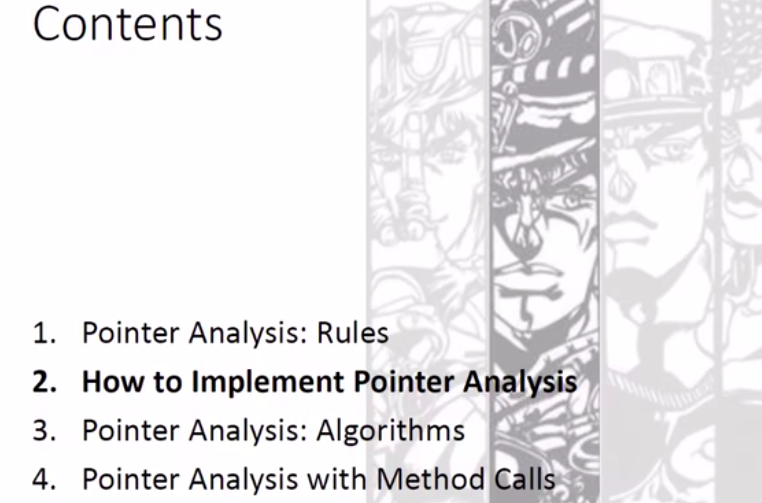 Contents
1. Pointer Analysis: Rules
2. How to Implement Pointer Analysis
3. Pointer Analysis: Algorithms
4. Pointer Analysis with Method Calls